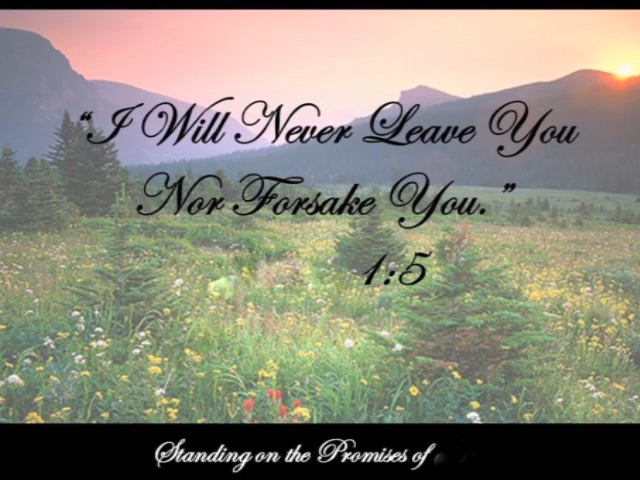 “I Will Never Leave You
Nor Forsake You.”
1:5
Standing on the Promises of